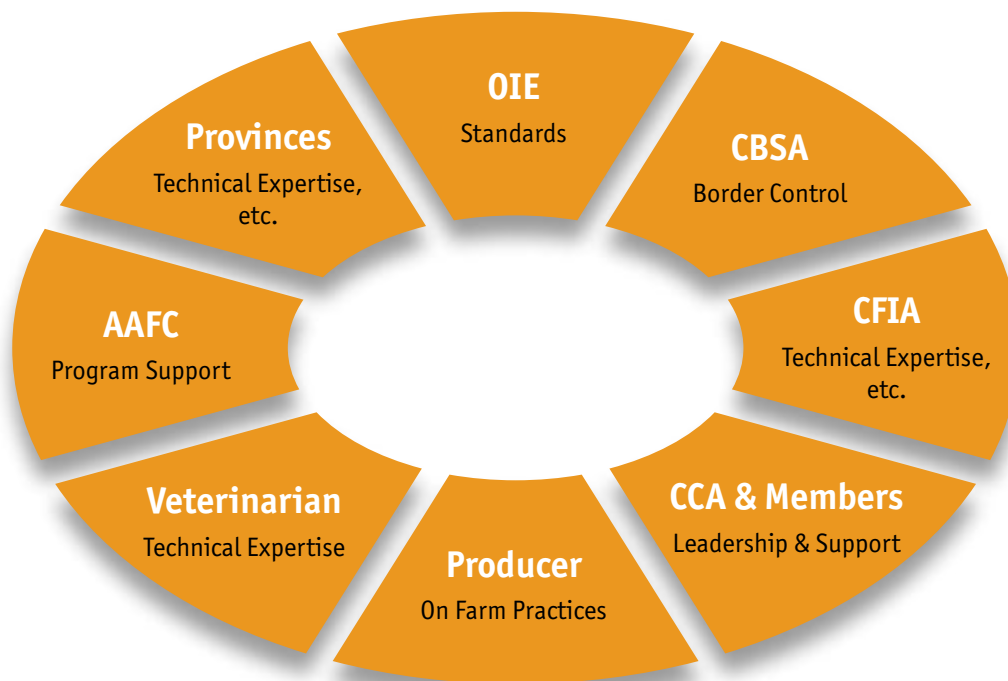 OIE
Standards
CBSA
Border Control
CFIA
Technical Expertise,
etc.
CCA & Members
Leadership & Support
Producer
On Farm Practices
Veterinarian
Technical Expertise
AAFC
Program Support
Provinces
Technical Expertise,
etc.